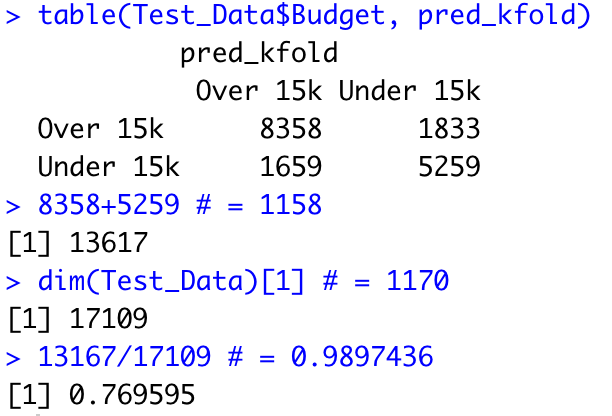 > table(Test_Data$Budget, pred_kfold)
pred_kfold
Over 15k Under 15k
Over 15k 8358 1833
Under 15k 1659 5259
> 8358+5259 # = 1158
[1] 13617
> dim(Test_Data)[1] # = 1170
[1] 17109
> 13167/17109 # = 0.9897436
[1] 0.769595